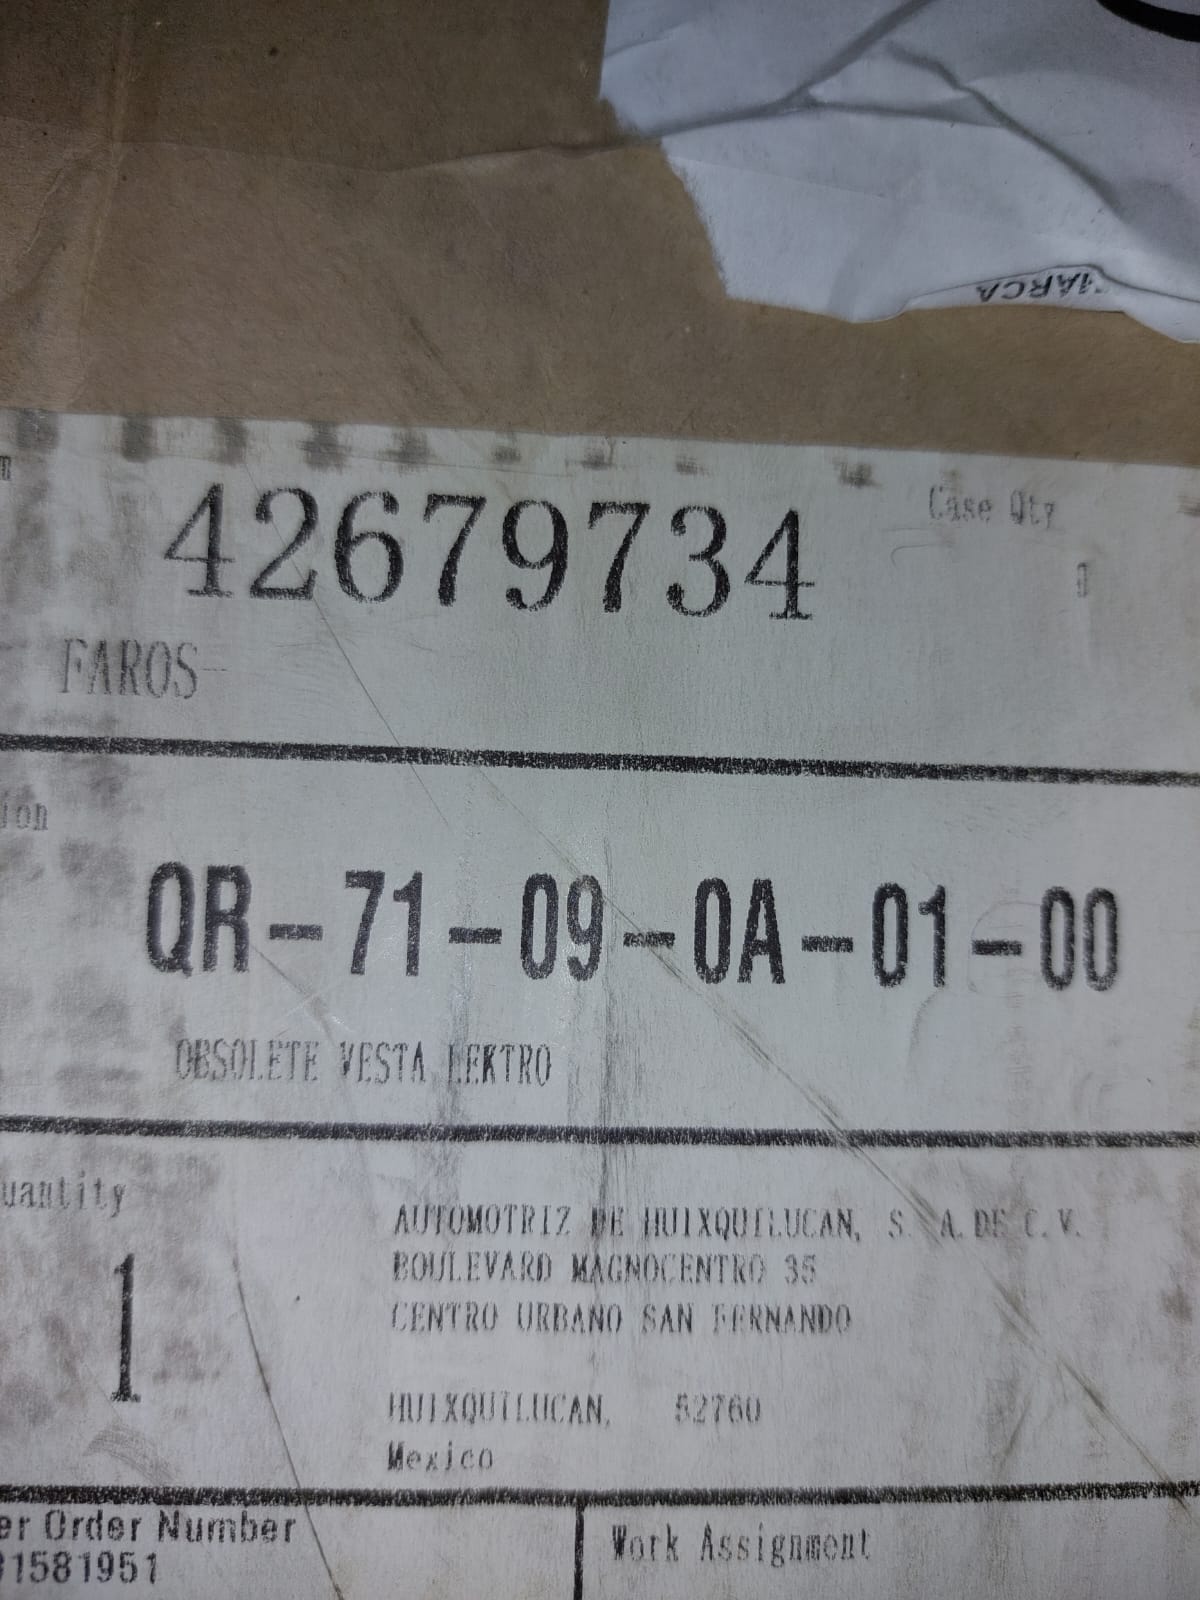 MARCA
42679734
Case Qty
FAROS-
ion
QR-71-09-0A-01-00
OBSOLETE VESTA LEKTRO
uantity
1
AUTOMOTRIZ DE HUIXQUILUCAN, S. A. DE C. V.
BOULEVARD MAGNOCENTRO 35
CENTRO URBANO SAN FERNANDO
HUIXQUILUCAN, 52760
Mexico
er Order Number
31581951
Work Assignment